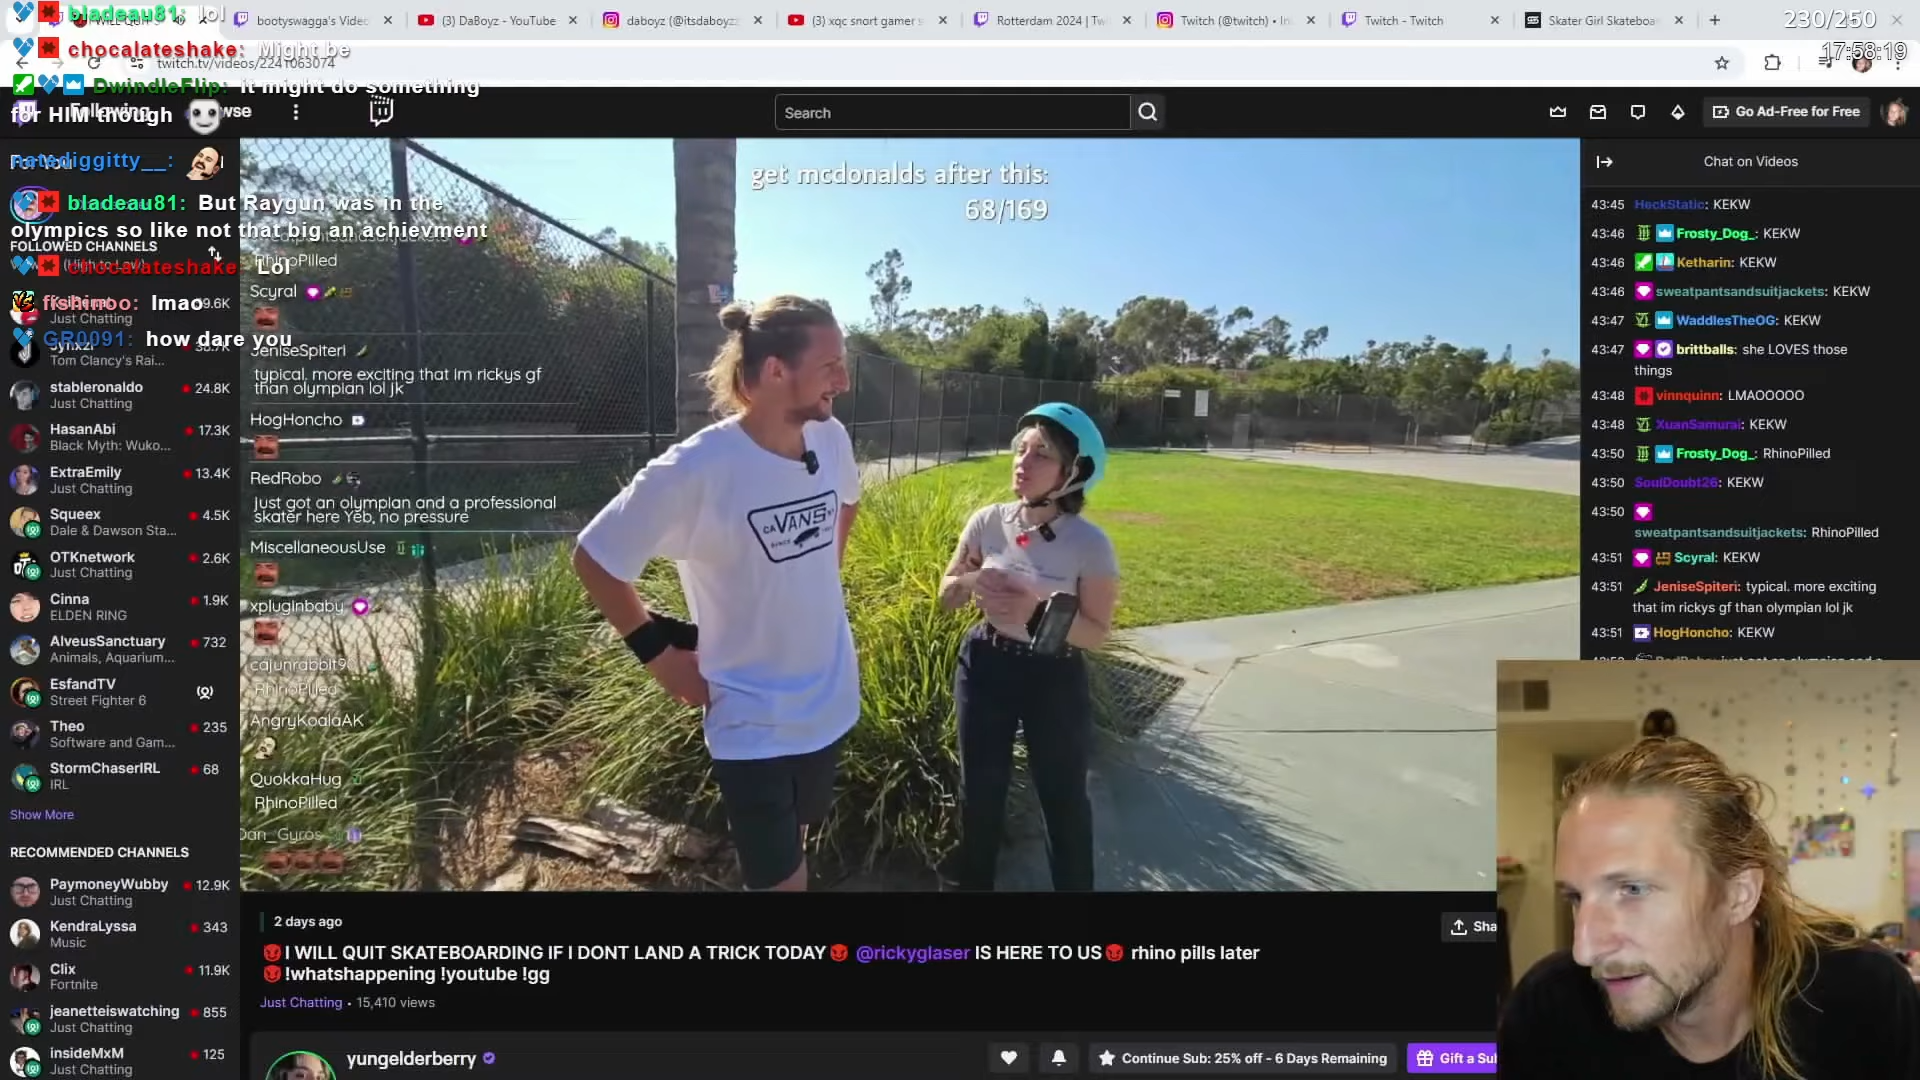 bladeau81: lol
chocalateshake: Might be
DwindleFlip: it might do something
for HIM though
natediggitty__:
bladeau81: But Raygun was in the
olympics so like not that big an achievment
chocalateshake: Lol
fishinoo: lmao
GR0091: how dare you
bootyswagga's Video
(3) DaBoyz - YouTube
daboyz (@itsdaboyz
(3) xqc snort gamer s
Rotterdam 2024 | Tw
Twitch (@twitch) • In
Twitch - Twitch
Skater Girl Skateboa
230/250
17:58:19
twitch.tv/videos/2241063074
Following
Search
Go Ad-Free for Free
FOLLOWED CHANNELS
Just Chatting
Tom Clancy's Rai...
stableronaldo 24.8K
Just Chatting
HasanAbi 17.3K
Black Myth: Wuko...
ExtraEmily 13.4K
Just Chatting
Squeex 4.5K
Dale & Dawson Sta...
OTKnetwork 2.6K
Just Chatting
Cinna 1.9K
ELDEN RING
AlveusSanctuary 732
Animals, Aquarium...
EsfandTV
Street Fighter 6
Theo 235
Software and Gam...
StormChaserIRL 68
IRL
Show More
RECOMMENDED CHANNELS
PaymoneyWubby 12.9K
Just Chatting
KendraLyssa 343
Music
Clix 11.9K
Fortnite
jeanetteiswatching 855
Just Chatting
insideMxM 125
Just Chatting
get mcdonalds after this:
68/169
RhinoPilled
Scyral
JeniseSpiteri
typical. more exciting that im rickys gf
than olympian lol jk
HogHoncho
RedRobo
just got an olympian and a professional
skater here Yeb, no pressure
MiscellaneousUse
xpluginbaby
cajunrabbit9
RhinoPilled
AngryKoalaAK
QuokkaHug
RhinoPilled
Dan_Guros
VANS
Chat on Videos
43:45 HeckStatic: KEKW
43:46 Frosty_Dog_: KEKW
43:46 Ketharin: KEKW
43:46 sweatpantsandsuitjackets: KEKW
43:47 WaddlesTheOG: KEKW
43:47 brittballs: she LOVES those
things
43:48 vinnquinn: LMAOOOOO
43:48 XuanSamurai: KEKW
43:50 Frosty_Dog_: RhinoPilled
43:50 SoulDoubt26: KEKW
43:50
sweatpantsandsuitjackets: RhinoPilled
43:51 Scyral: KEKW
43:51 JeniseSpiteri: typical. more exciting
that im rickys gf than olympian lol jk
43:51 HogHoncho: KEKW
2 days ago
Sha
I WILL QUIT SKATEBOARDING IF I DONT LAND A TRICK TODAY @rickyglaser IS HERE TO US rhino pills later
!whatshappening !youtube !gg
Just Chatting • 15,410 views
yungelderberry
Continue Sub: 25% off - 6 Days Remaining
Gift a Sub